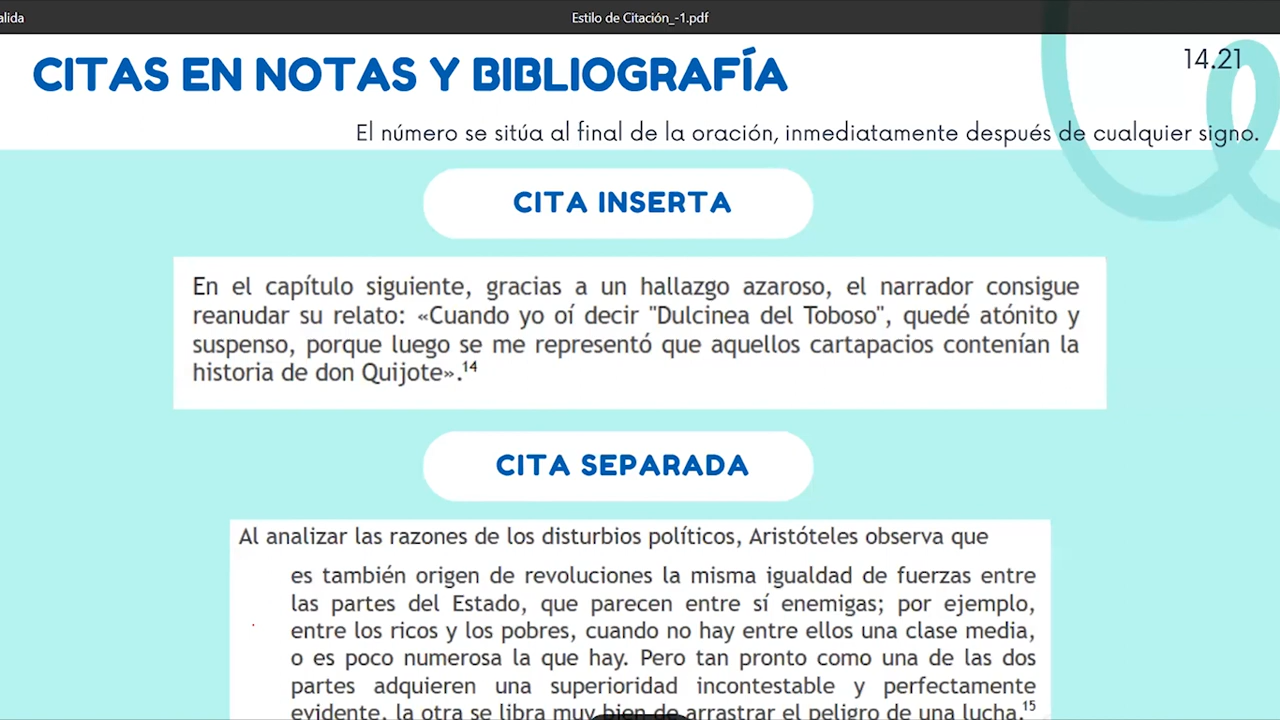 alida
Estilo de Citación_-1.pdf
CITAS EN NOTAS Y BIBLIOGRAFÍA
14.21
El número se sitúa al final de la oración, inmediatamente después de cualquier signo.
CITA INSERTA
En el capítulo siguiente, gracias a un hallazgo azaroso, el narrador consigue
reanudar su relato: «Cuando yo oí decir "Dulcinea del Toboso", quedé atónito y
suspenso, porque luego se me representó que aquellos cartapacios contenían la
historia de don Quijote».¹⁴
CITA SEPARADA
Al analizar las razones de los disturbios políticos, Aristóteles observa que
es también origen de revoluciones la misma igualdad de fuerzas entre
las partes del Estado, que parecen entre sí enemigas; por ejemplo,
entre los ricos y los pobres, cuando no hay entre ellos una clase media,
o es poco numerosa la que hay. Pero tan pronto como una de las dos
partes adquieren una superioridad incontestable y perfectamente
evidente, la otra se libra muy bien de arrastrar el peligro de una lucha.¹⁵